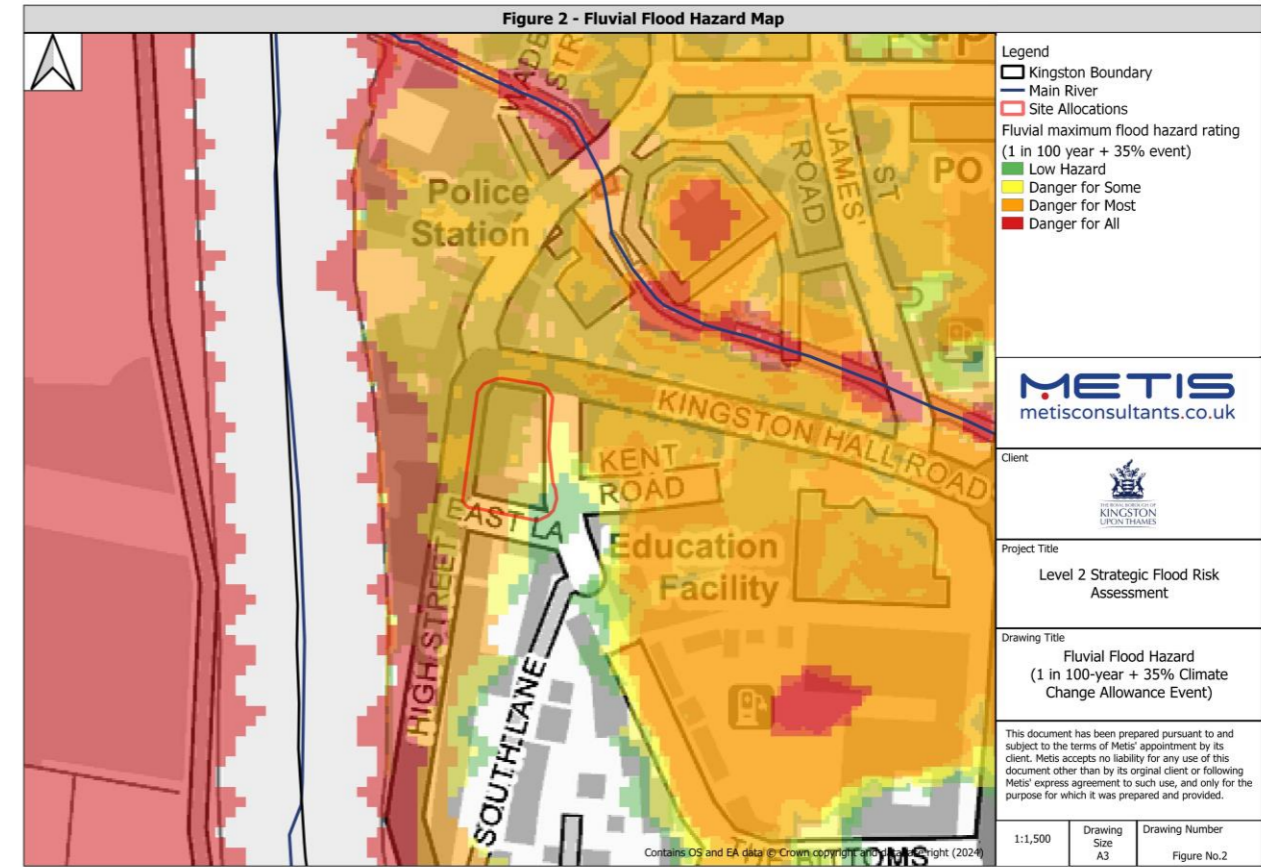 Figure 2 - Fluvial Flood Hazard Map
Legend
Kingston Boundary
Main River
Site Allocations
Fluvial maximum flood hazard rating
(1 in 100 year + 35% event)
Low Hazard
Danger for Some
Danger for Most
Danger for All
METIS
metisconsultants.co.uk
Client
THE ROYAL BOROUGH OF
KINGSTON
UPON THAMES
Project Title
Level 2 Strategic Flood Risk
Assessment
Drawing Title
Fluvial Flood Hazard
(1 in 100-year + 35% Climate
Change Allowance Event)
This document has been prepared pursuant to and
subject to the terms of Metis' appointment by its
client. Metis accepts no liability for any use of this
document other than by its orginal client or following
Metis' express agreement to such use, and only for the
purpose for which it was prepared and provided.
1:1,500
Drawing
Size
A3
Drawing Number
Figure No.2
Police
Station
ST
JAMES'
ROAD
PO
KINGSTON HALL ROAD
KENT
ROAD
EAST LA
Education
Facility
HIGH STREET
SOUTH LANE
Contains OS and EA data © Crown copyright and database right (2024)